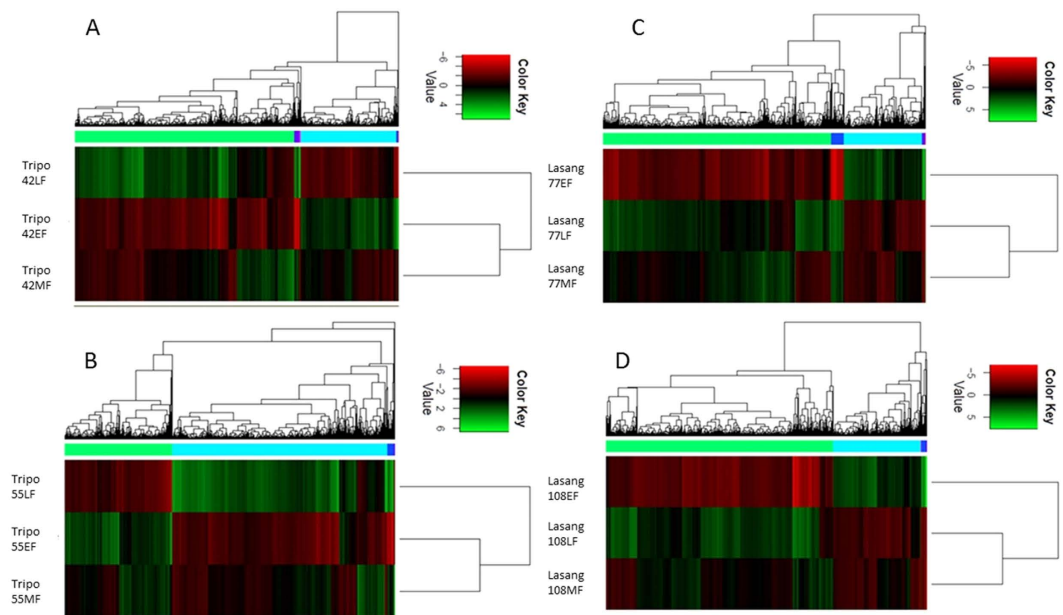 A
−6
−2
0
4
Color Key
Value
Tripo
42LF
Tripo
42EF
Tripo
42MF
C
−5
0
5
Color Key
Value
Lasang
77EF
Lasang
77LF
Lasang
77MF
B
−6
−2
2
6
Color Key
Value
Tripo
55LF
Tripo
55EF
Tripo
55MF
D
−5
0
5
Color Key
Value
Lasang
108EF
Lasang
108LF
Lasang
108MF